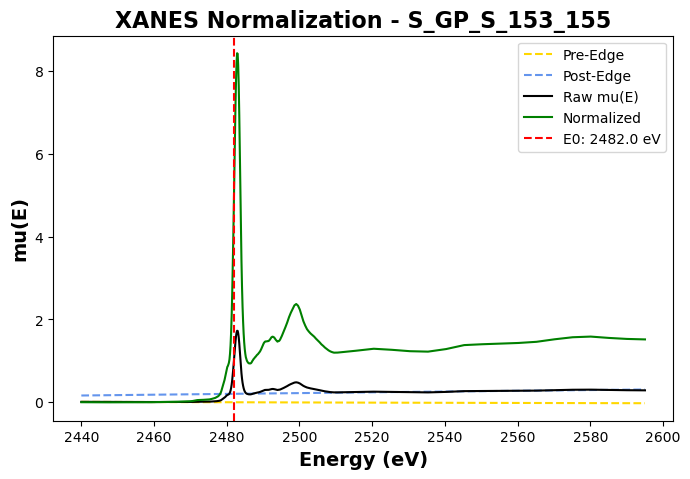 XANES Normalization - S_GP_S_153_155
mu(E)
8
6
4
2
0
Pre-Edge
Post-Edge
Raw mu(E)
Normalized
E0: 2482.0 eV
2440 2460 2480 2500 2520 2540 2560 2580 2600
Energy (eV)